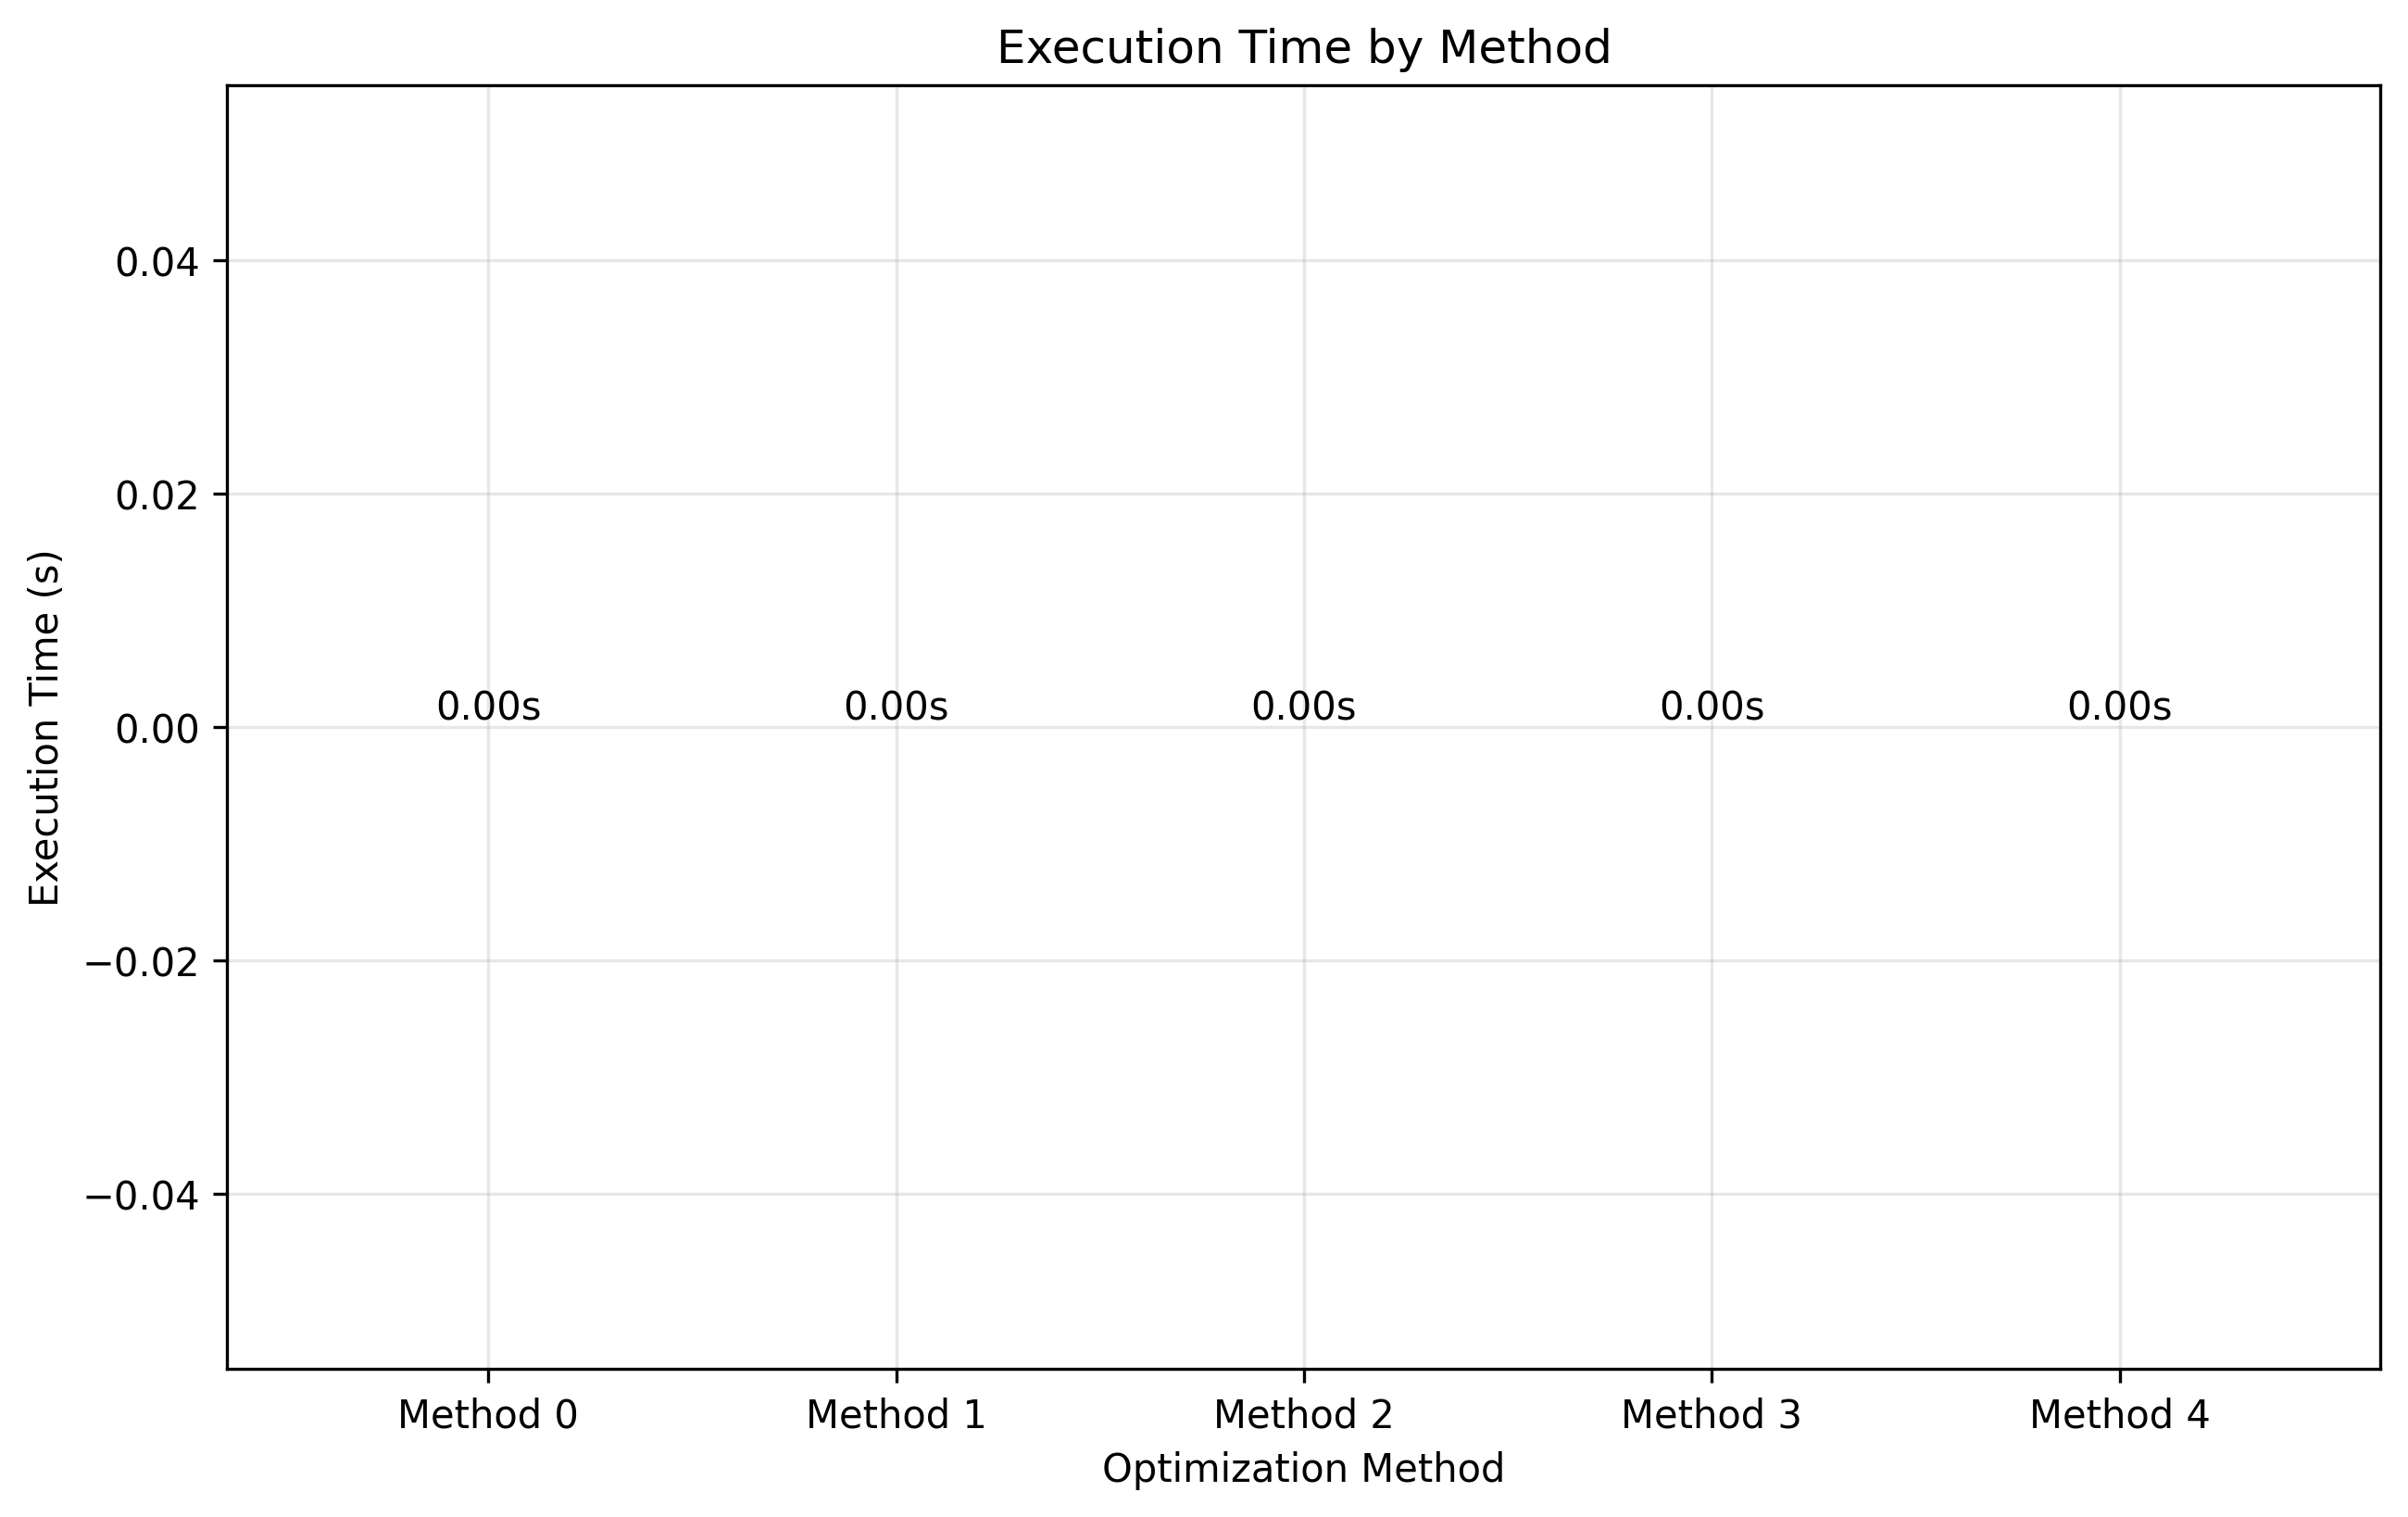 Execution Time by Method
Execution Time (s)
0.04
0.02
0.00
−0.02
−0.04
0.00s 0.00s 0.00s 0.00s 0.00s
Method 0 Method 1 Method 2 Method 3 Method 4
Optimization Method